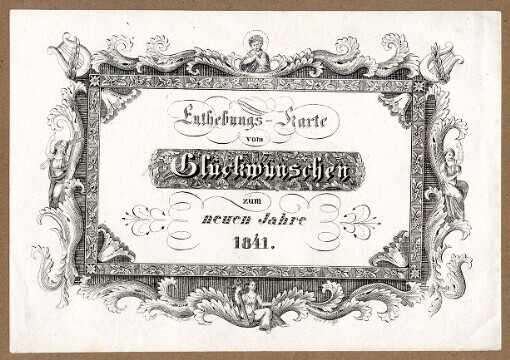 Enthebungs-Karte
vom
Glückwünschen
zum
neuen Jahre
1841.